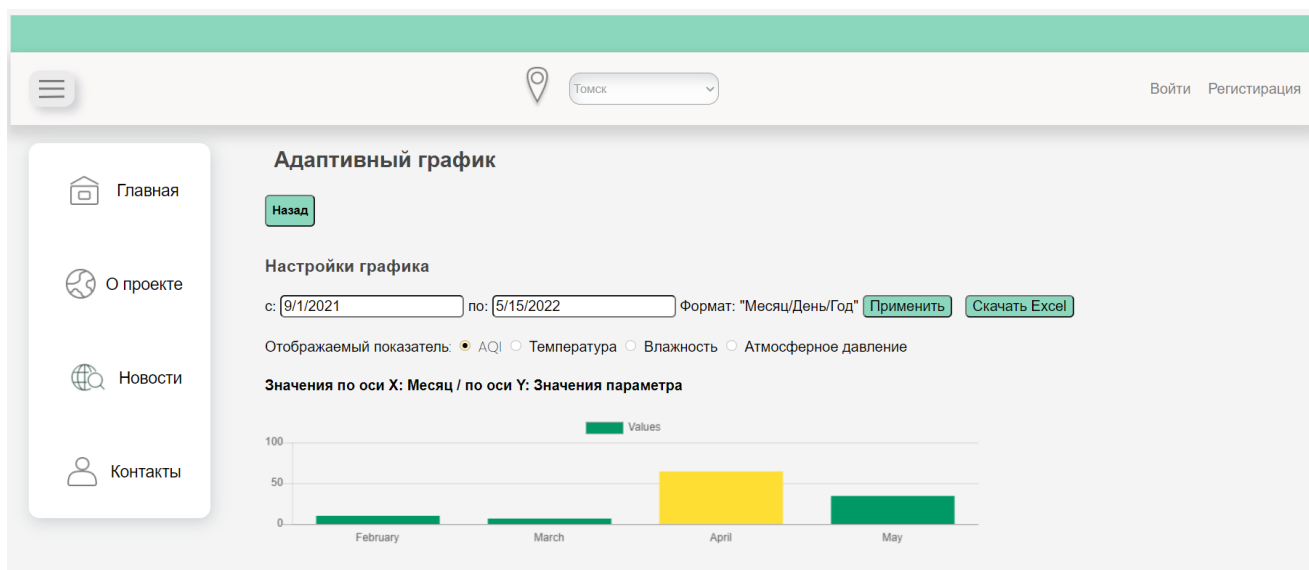 Томск
Войти Регистирация
Главная
О проекте
Новости
Контакты
Адаптивный график
Назад
Настройки графика
с: 9/1/2021 по: 5/15/2022 Формат: "Месяц/День/Год" Применить Скачать Excel
Отображаемый показатель: AQI Температура Влажность Атмосферное давление
Значения по оси X: Месяц / по оси Y: Значения параметра
Values
100
50
0
February March April May